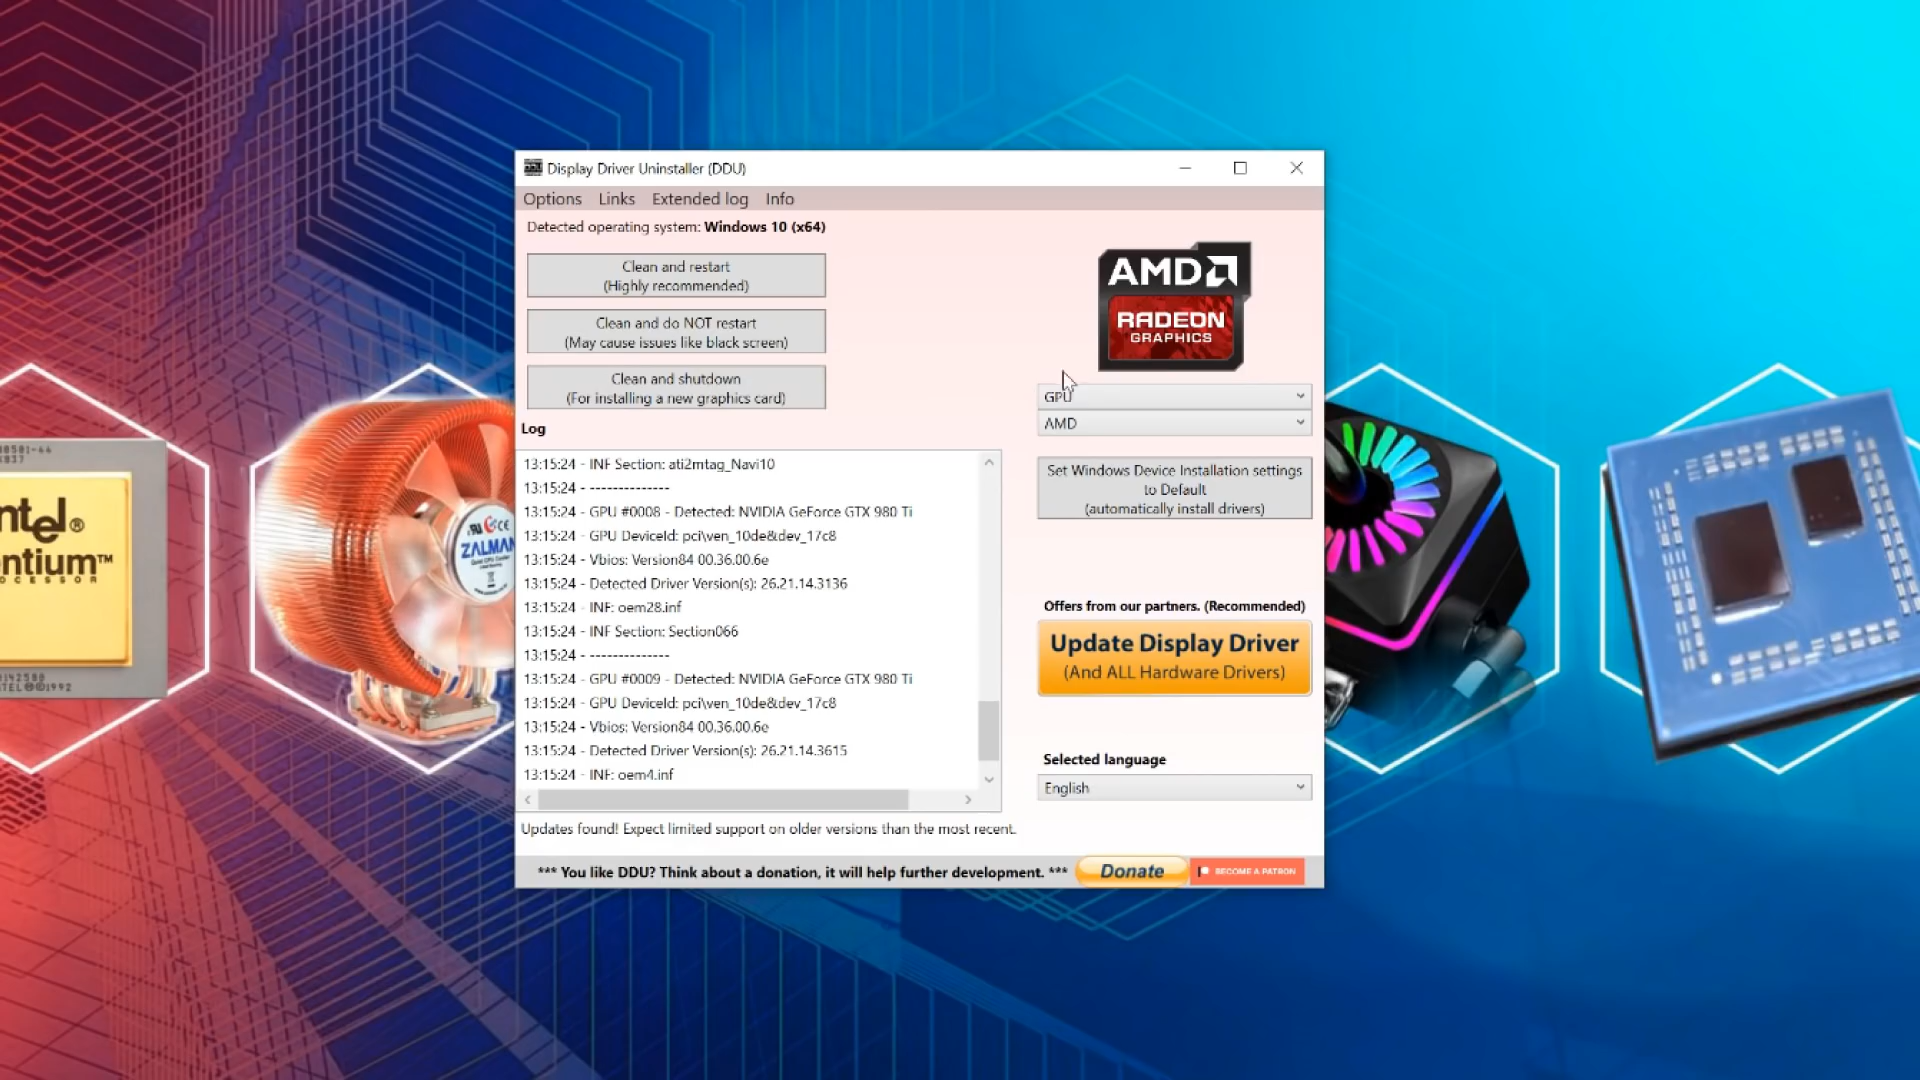 Display Driver Uninstaller (DDU)
Options Links Extended log Info
Detected operating system: Windows 10 (x64)
Clean and restart
(Highly recommended)
Clean and do NOT restart
(May cause issues like black screen)
Clean and shutdown
(For installing a new graphics card)
AMD
RADEON
GRAPHICS
GPU
AMD
Set Windows Device Installation settings
to Default
(automatically install drivers)
Log
13:15:24 - INF Section: ati2mtag_Navi10
13:15:24 - --------------
13:15:24 - GPU #0008 - Detected: NVIDIA GeForce GTX 980 Ti
13:15:24 - GPU DeviceId: pci\ven_10de&dev_17c8
13:15:24 - Vbios: Version84 00.36.00.6e
13:15:24 - Detected Driver Version(s): 26.21.14.3136
13:15:24 - INF: oem28.inf
13:15:24 - INF Section: Section066
13:15:24 - --------------
13:15:24 - GPU #0009 - Detected: NVIDIA GeForce GTX 980 Ti
13:15:24 - GPU DeviceId: pci\ven_10de&dev_17c8
13:15:24 - Vbios: Version84 00.36.00.6e
13:15:24 - Detected Driver Version(s): 26.21.14.3615
13:15:24 - INF: oem4.inf
Offers from our partners. (Recommended)
Update Display Driver
(And ALL Hardware Drivers)
Selected language
English
Updates found! Expect limited support on older versions than the most recent.
*** You like DDU? Think about a donation, it will help further development. ***
Donate
BECOME A PATRON
ntel®
entium™
OCESSOR
ZALMAN